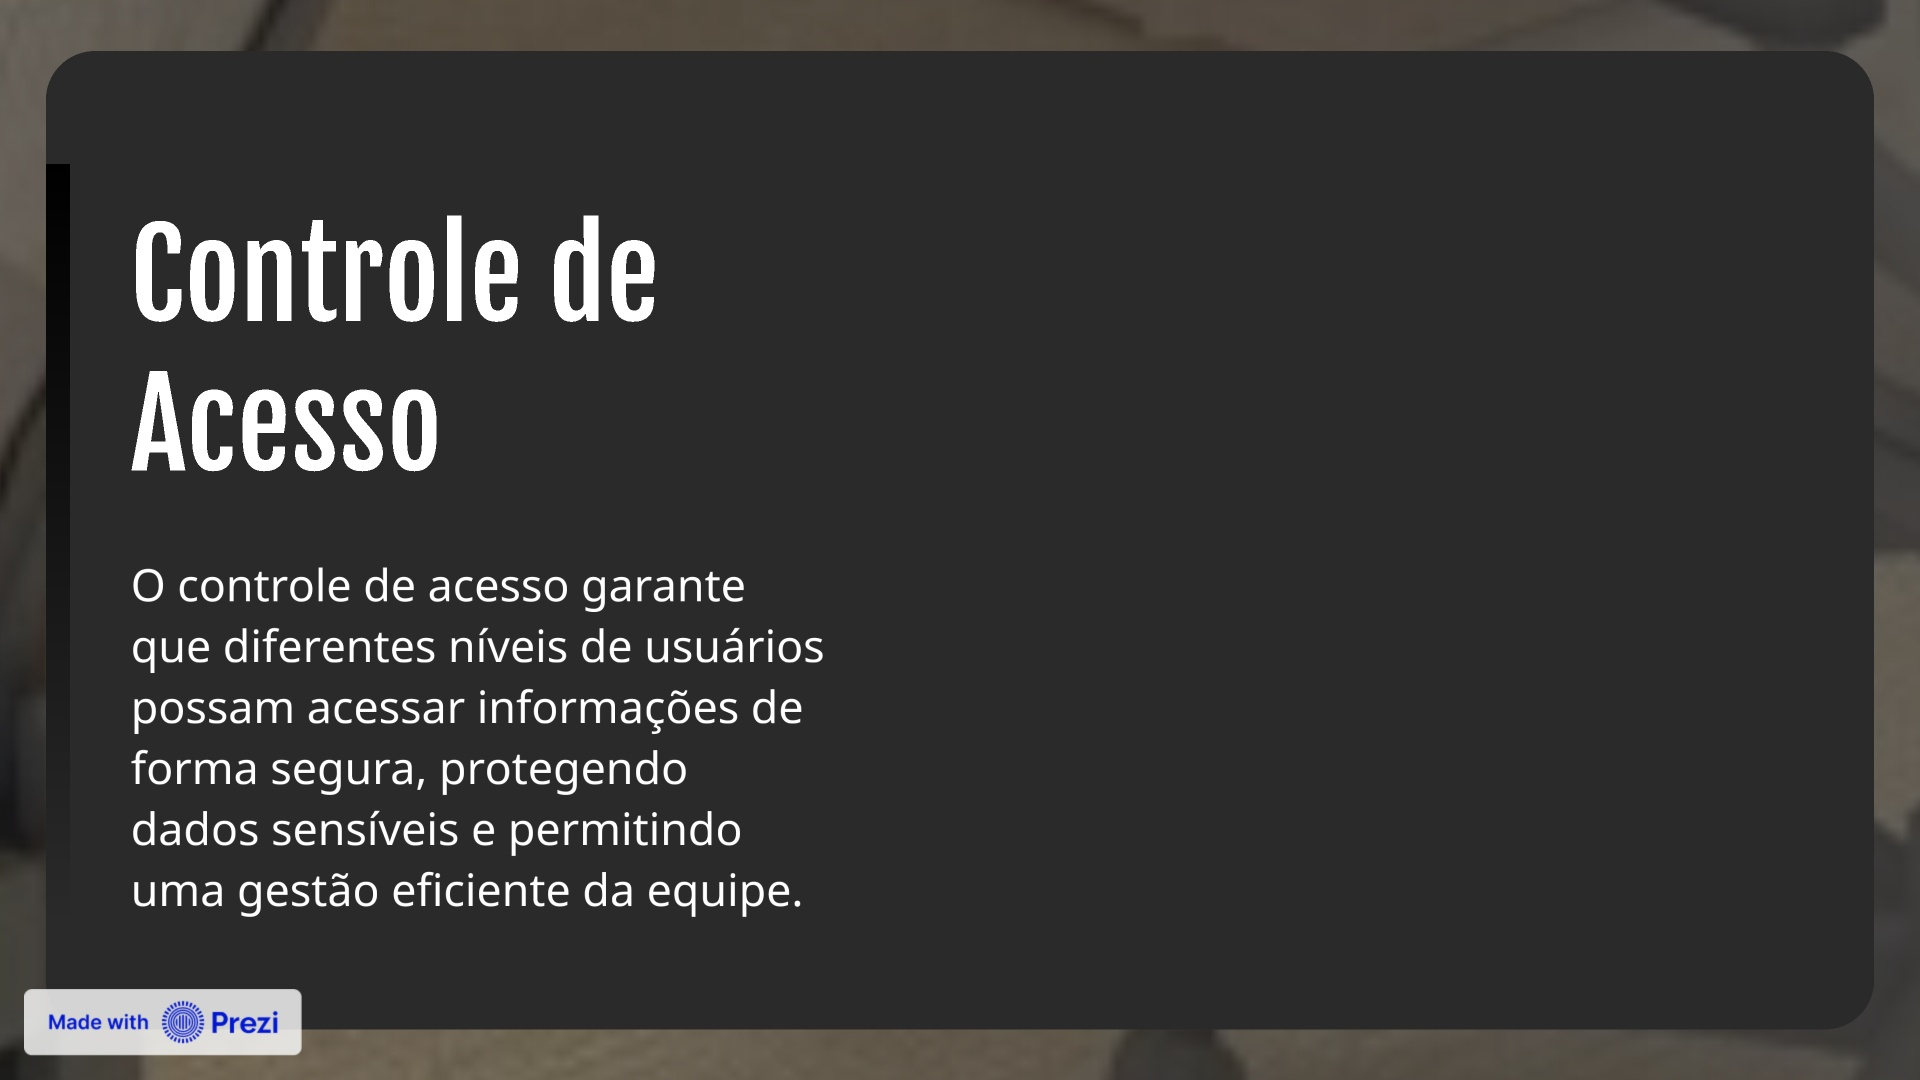 Controle de
Acesso
O controle de acesso garante
que diferentes níveis de usuários
possam acessar informações de
forma segura, protegendo
dados sensíveis e permitindo
uma gestão eficiente da equipe.
Made with Prezi